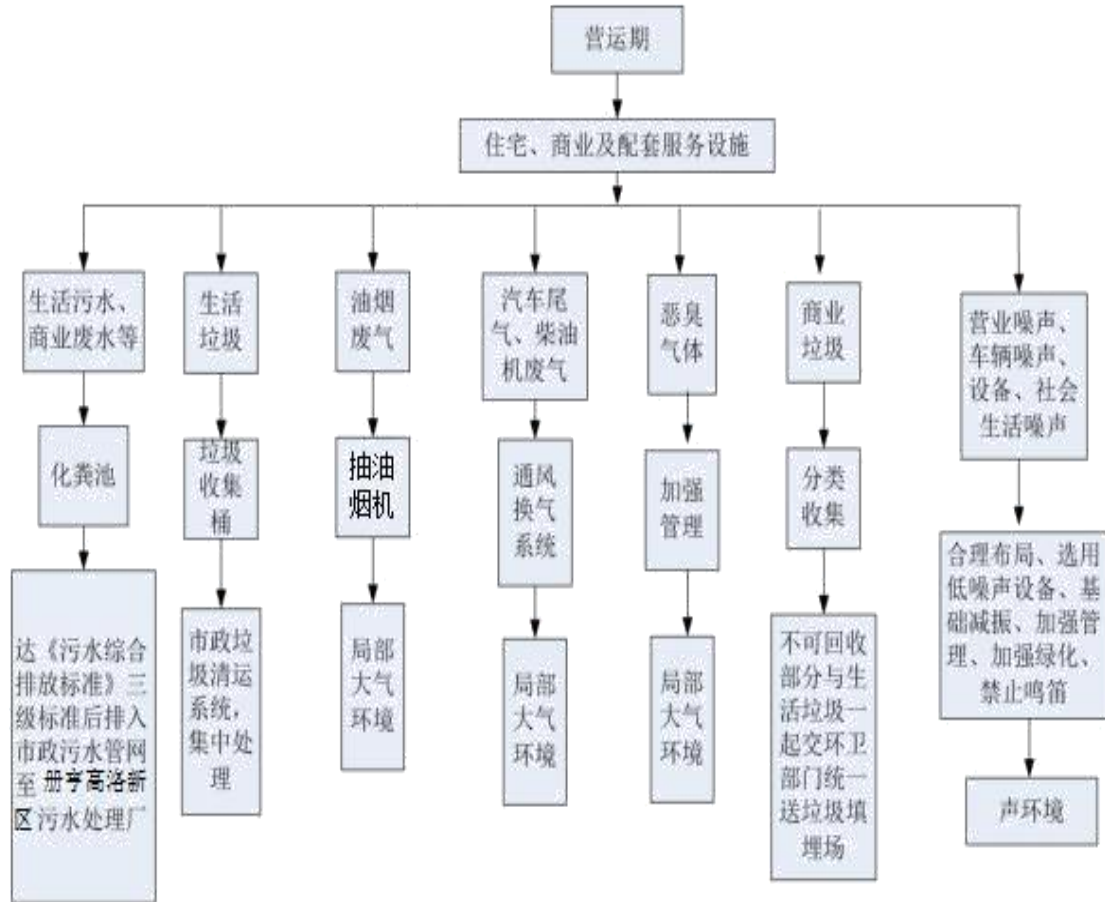 营运期
住宅、商业及配套服务设施
生活污水、
商业废水等
生活
垃圾
油烟
废气
汽车尾
气、柴油
机废气
恶臭
气体
商业
垃圾
营业噪声、
车辆噪声、
设备、社会
生活噪声
化粪池
垃圾
收集
桶
抽油
烟机
通风
换气
系统
加强
管理
分类
收集
合理布局、选用
低噪声设备、基
础减振、加强管
理、加强绿化、
禁止鸣笛
达《污水综合
排放标准》三
级标准后排入
市政污水管网
至册亨高洛新
区污水处理厂
市政垃
圾清运
系统，
集中处
理
局部
大气
环境
局部
大气
环境
局部
大气
环境
不可回收
部分与生
活垃圾一
起交环卫
部门统一
送垃圾填
埋场
声环境